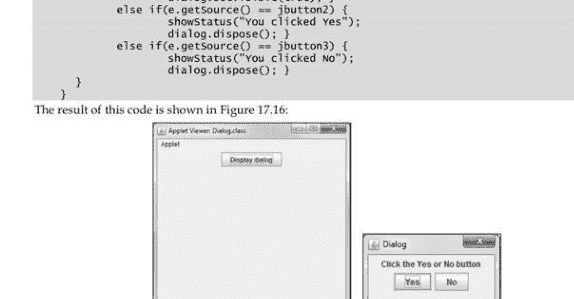 else if(e.getSource() == jbutton2) {
showStatus("You clicked Yes");
dialog.dispose(); }
else if(e.getSource() == jbutton3) {
showStatus("You clicked No");
dialog.dispose(); }
}
}
The result of this code is shown in Figure 17.16:
Applet Viewer: Dialog.class
Applet
Display dialog
Dialog
Click the Yes or No button
Yes No